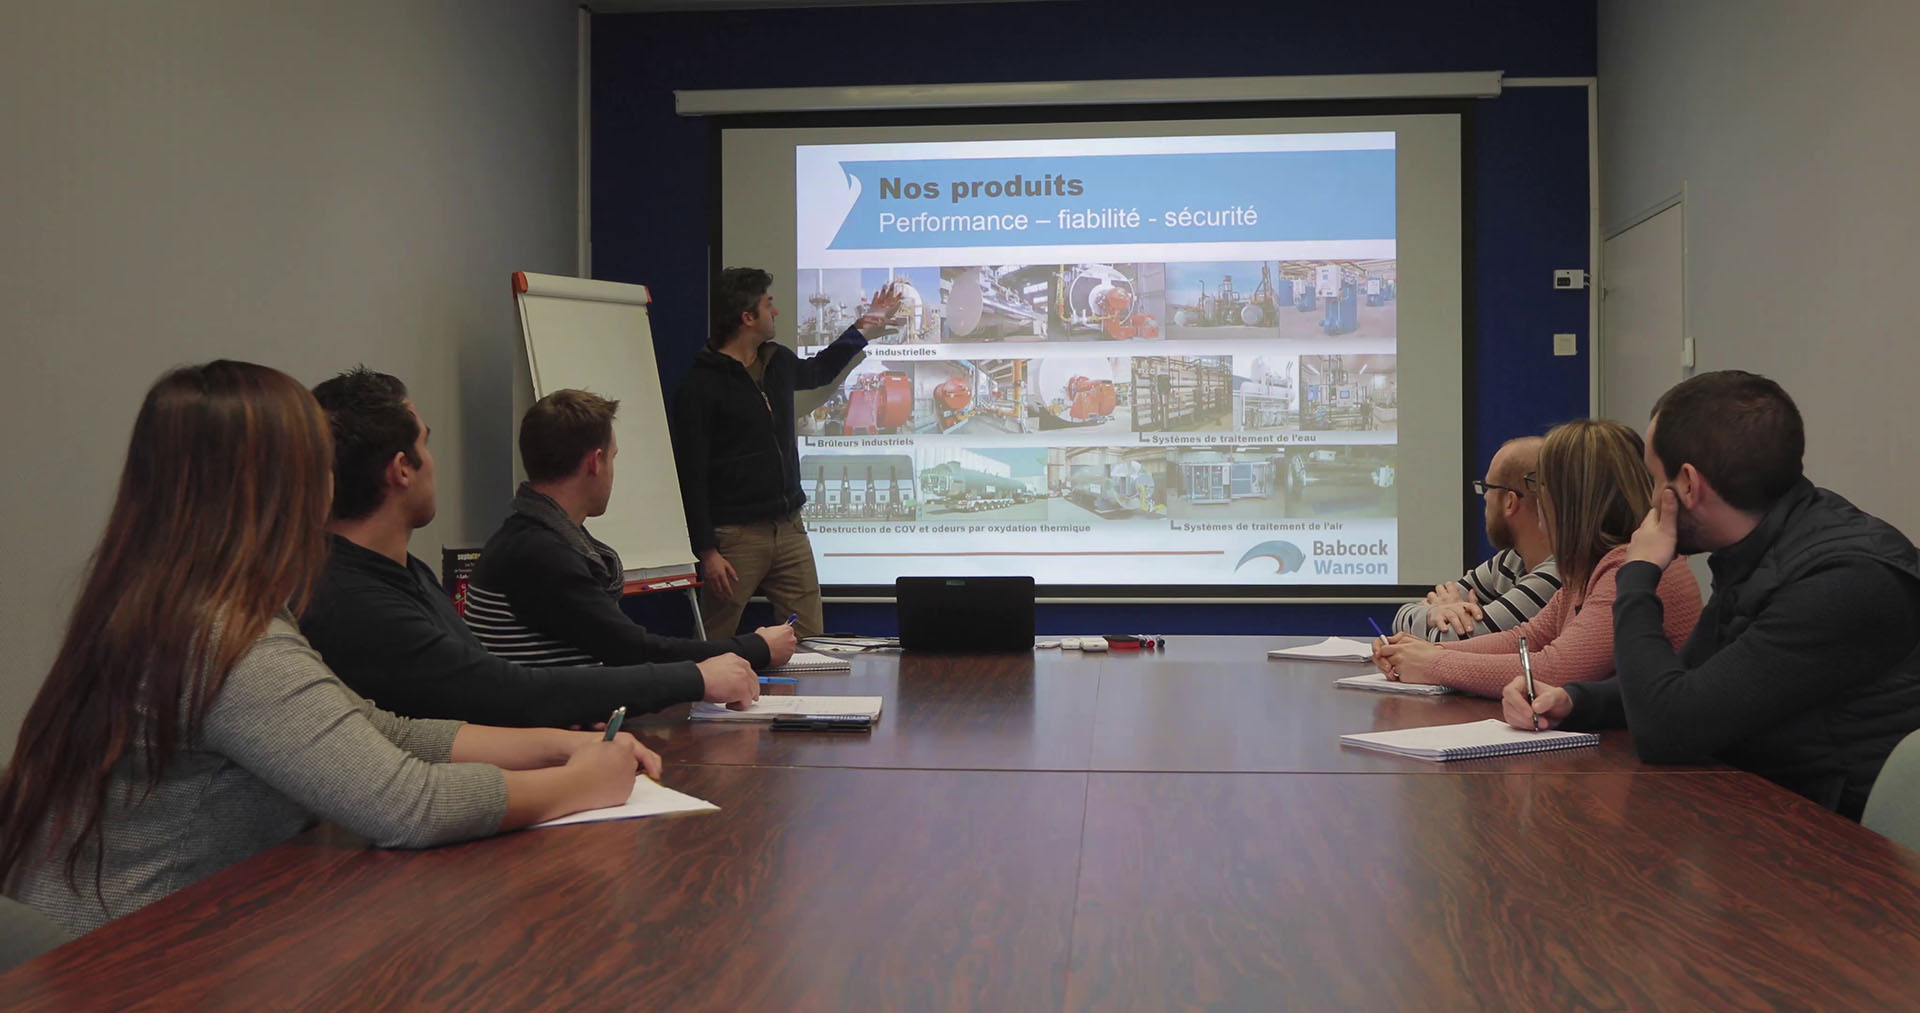 Nos produits
Performance – fiabilité - sécurité
s industrielles
Brûleurs industriels
Systèmes de traitement de l'eau
Destruction de COV et odeurs par oxydation thermique
Systèmes de traitement de l'air
Babcock
Wanson